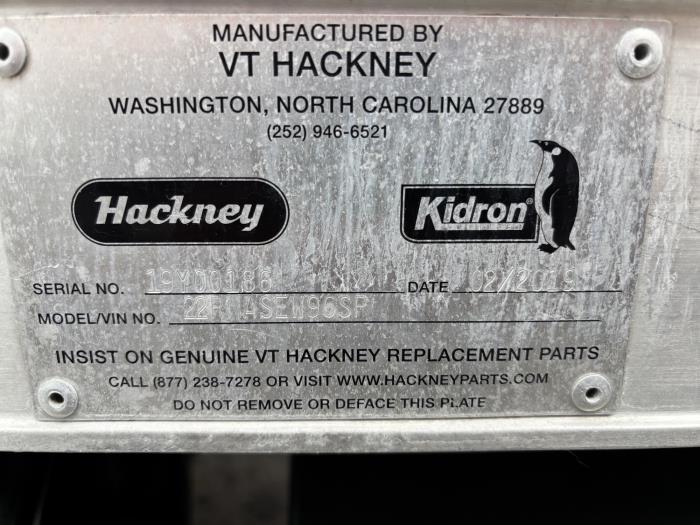 MANUFACTURED BY
VT HACKNEY
WASHINGTON, NORTH CAROLINA 27889
(252) 946-6521
Hackney
Kidron®
SERIAL NO. DATE 02/2019
MODEL/VIN NO.
INSIST ON GENUINE VT HACKNEY REPLACEMENT PARTS
CALL (877) 238-7278 OR VISIT WWW.HACKNEYPARTS.COM
DO NOT REMOVE OR DEFACE THIS PLATE